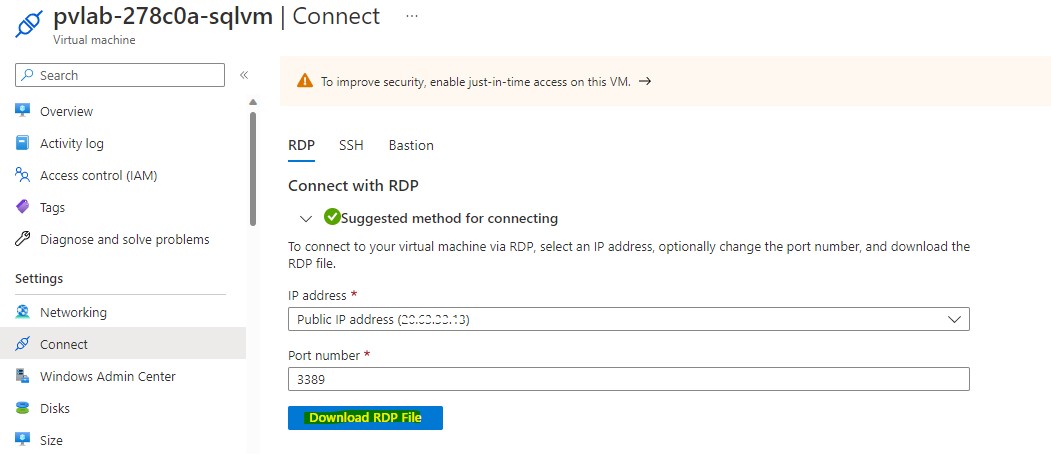 pvlab-278c0a-sqlvm | Connect ...
Virtual machine
Search «
Overview
Activity log
Access control (IAM)
Tags
Diagnose and solve problems
Settings
Networking
Connect
Windows Admin Center
Disks
Size
To improve security, enable just-in-time access on this VM. →
RDP SSH Bastion
Connect with RDP
Suggested method for connecting
To connect to your virtual machine via RDP, select an IP address, optionally change the port number, and download the
RDP file.
IP address *
Public IP address (
Port number *
3389
Download RDP File